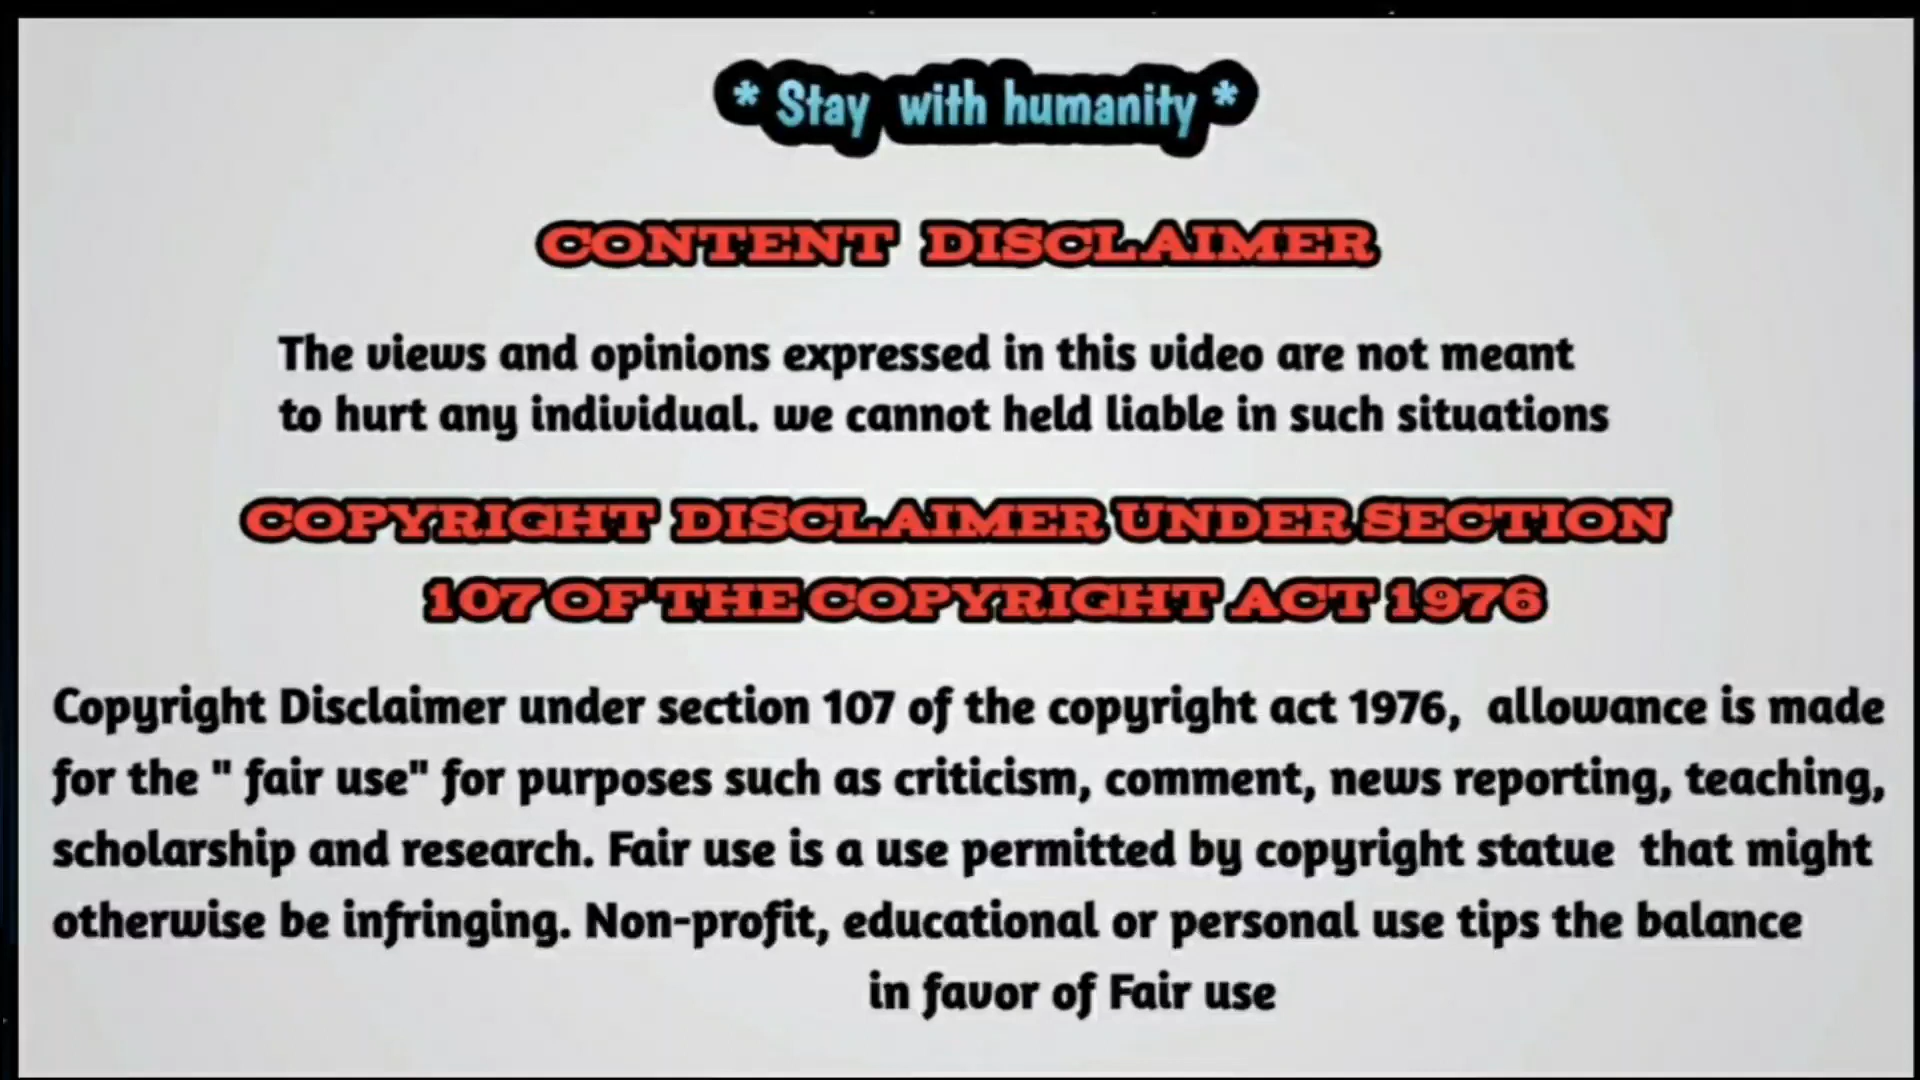 * Stay with humanity *
CONTENT DISCLAIMER
The views and opinions expressed in this video are not meant
to hurt any individual. we cannot held liable in such situations
COPYRIGHT DISCLAIMER UNDER SECTION
107 OF THE COPYRIGHT ACT 1976
Copyright Disclaimer under section 107 of the copyright act 1976, allowance is made
for the " fair use" for purposes such as criticism, comment, news reporting, teaching,
scholarship and research. Fair use is a use permitted by copyright statue that might
otherwise be infringing. Non-profit, educational or personal use tips the balance
in favor of Fair use